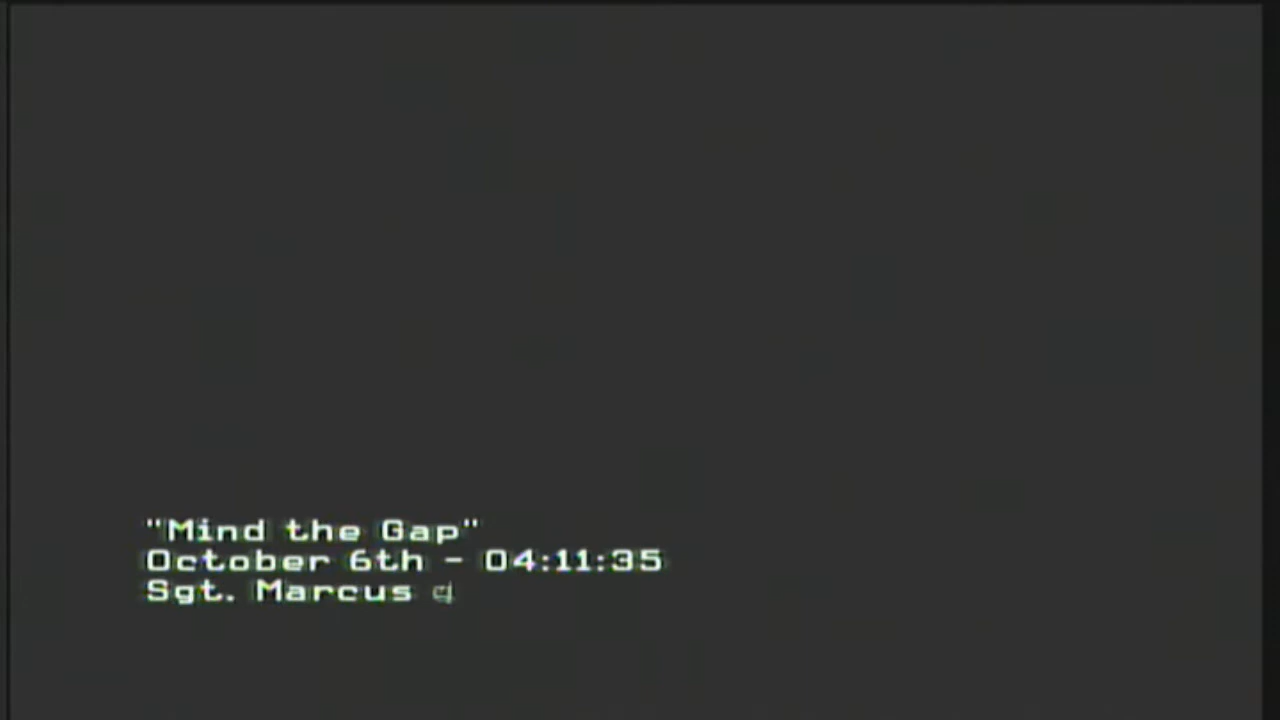 "Mind the Gap"
October 6th - 04:11:35
Sgt. Marcus